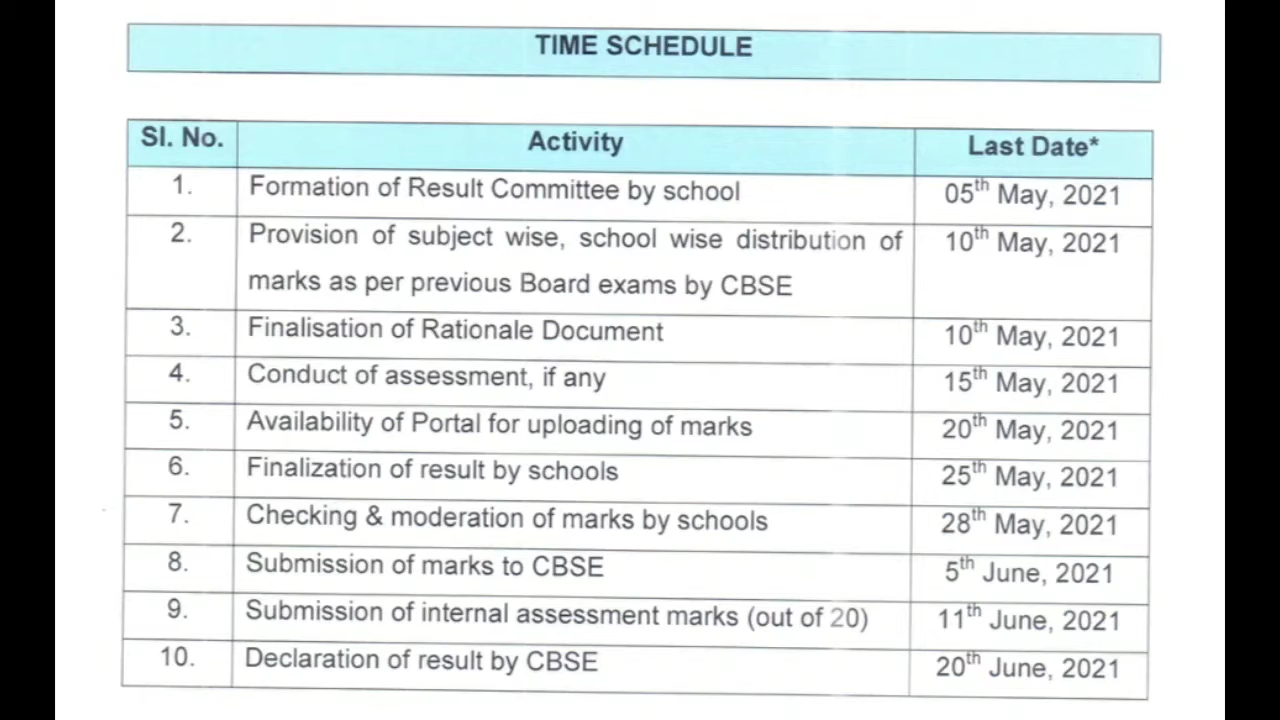 TIME SCHEDULE
Sl. No. Activity Last Date*
1. Formation of Result Committee by school 05th May, 2021
2. Provision of subject wise, school wise distribution of 10th May, 2021
marks as per previous Board exams by CBSE
3. Finalisation of Rationale Document 10th May, 2021
4. Conduct of assessment, if any 15th May, 2021
5. Availability of Portal for uploading of marks 20th May, 2021
6. Finalization of result by schools 25th May, 2021
7. Checking & moderation of marks by schools 28th May, 2021
8. Submission of marks to CBSE 5th June, 2021
9. Submission of internal assessment marks (out of 20) 11th June, 2021
10. Declaration of result by CBSE 20th June, 2021